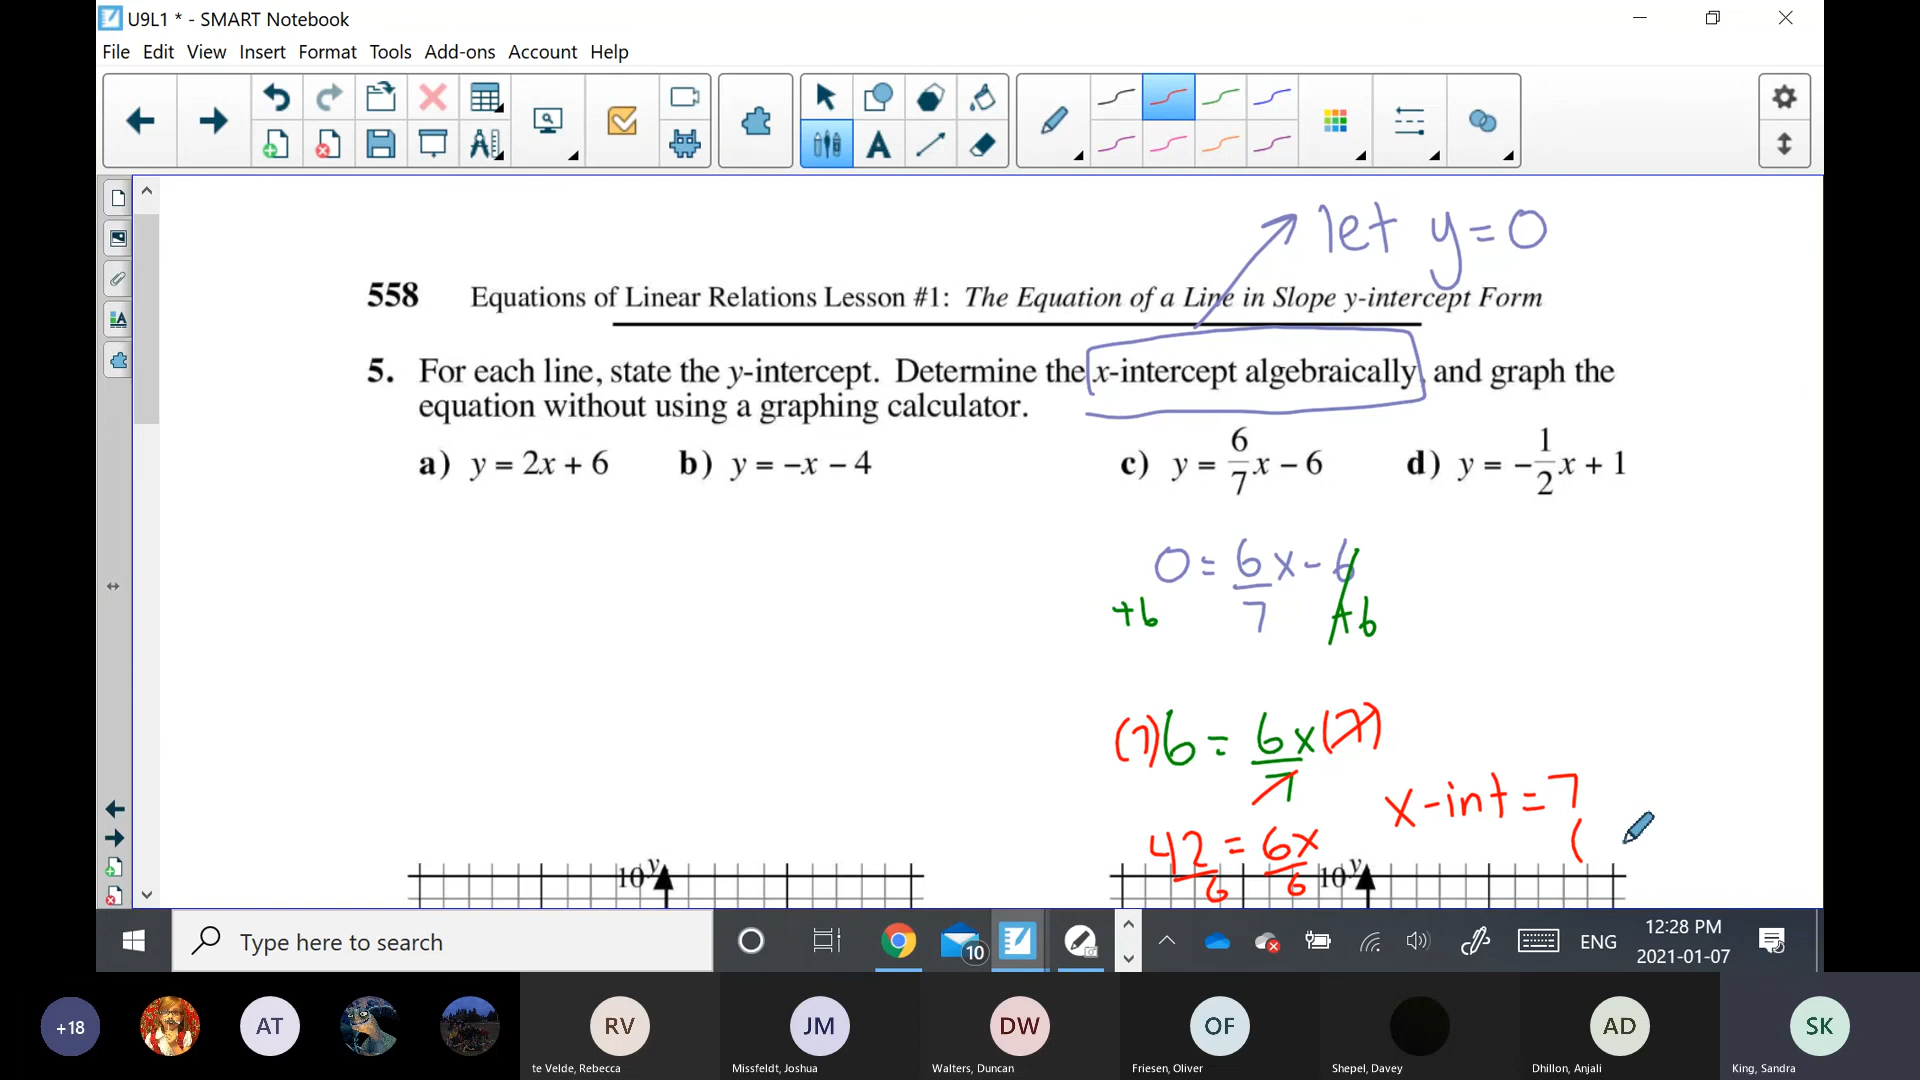 U9L1 * - SMART Notebook
File Edit View Insert Format Tools Add-ons Account Help
let y=0
558 Equations of Linear Relations Lesson #1: The Equation of a Line in Slope y-intercept Form
5. For each line, state the y-intercept. Determine the x-intercept algebraically, and graph the
equation without using a graphing calculator.
a) y = 2x + 6 b) y = –x – 4 c) y = 6/7 x – 6 d) y = –1/2 x + 1
0 = 6/7 x - 6
+6 +6
(7) 6 = 6x/7 (7)
x-int = 7
(
42/6 = 6x/6
10 y 10 y
Type here to search
10
ENG
12:28 PM
2021-01-07
+18 AT RV JM DW OF AD SK
te Velde, Rebecca Missfeldt, Joshua Walters, Duncan Friesen, Oliver Shepel, Davey Dhillon, Anjali King, Sandra